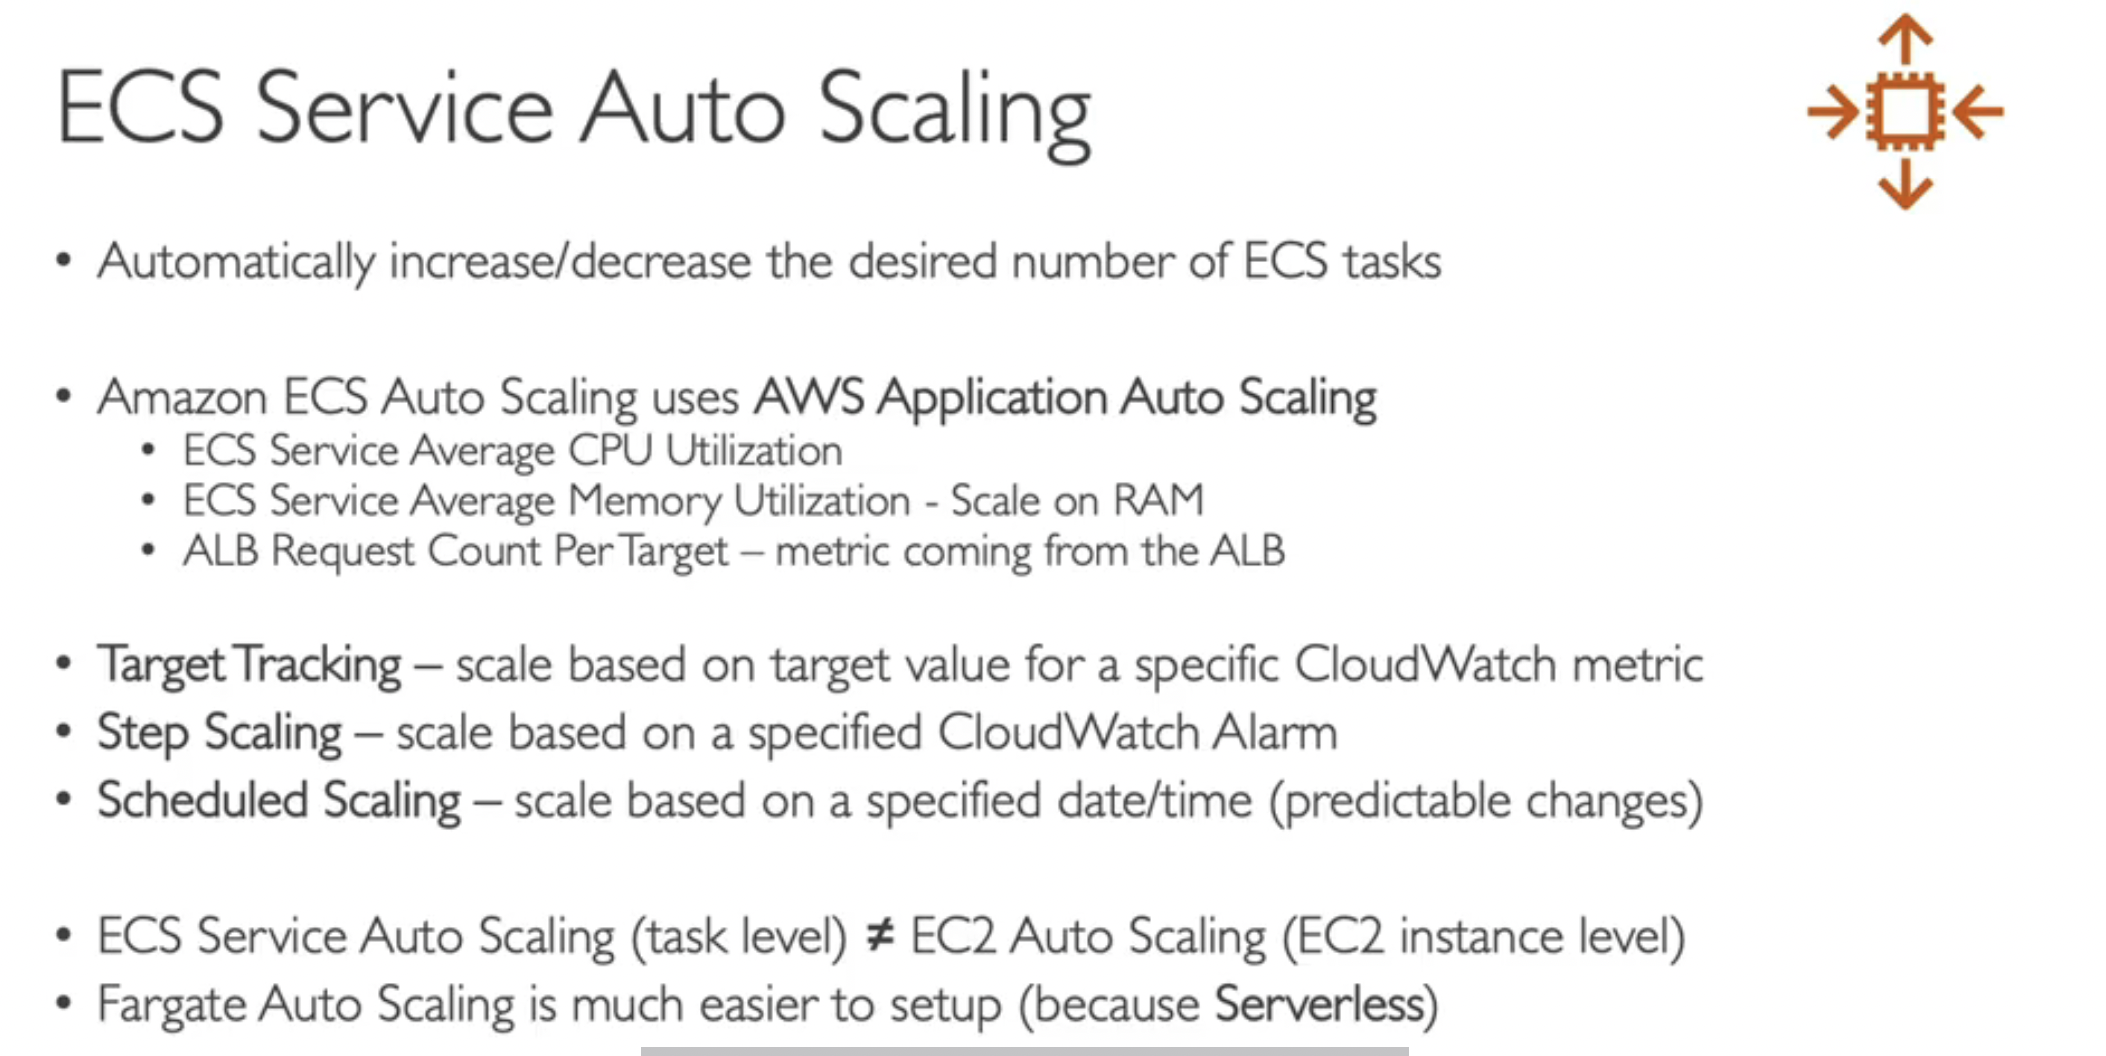 ECS Service Auto Scaling
• Automatically increase/decrease the desired number of ECS tasks
• Amazon ECS Auto Scaling uses AWS Application Auto Scaling
• ECS Service Average CPU Utilization
• ECS Service Average Memory Utilization - Scale on RAM
• ALB Request Count Per Target – metric coming from the ALB
• Target Tracking – scale based on target value for a specific CloudWatch metric
• Step Scaling – scale based on a specified CloudWatch Alarm
• Scheduled Scaling – scale based on a specified date/time (predictable changes)
• ECS Service Auto Scaling (task level) ≠ EC2 Auto Scaling (EC2 instance level)
• Fargate Auto Scaling is much easier to setup (because Serverless)